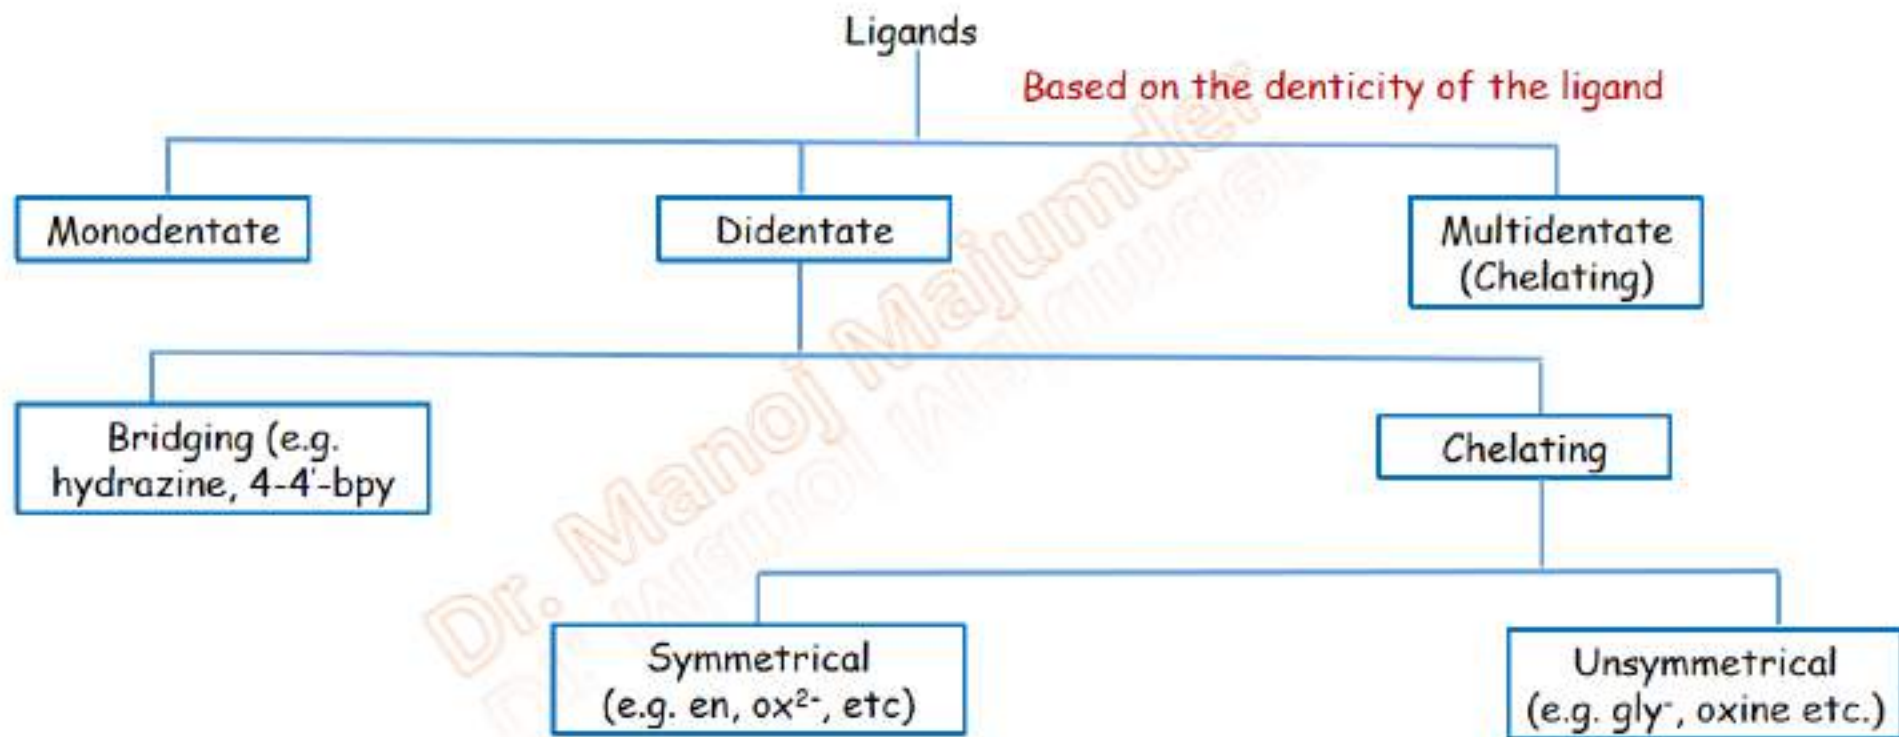 Ligands
Based on the denticity of the ligand
Monodentate
Didentate
Multidentate
(Chelating)
Bridging (e.g.
hydrazine, 4-4'-bpy
Chelating
Symmetrical
(e.g. en, ox²⁻, etc)
Unsymmetrical
(e.g. gly⁻, oxine etc.)
Dr. Manoj Majumder